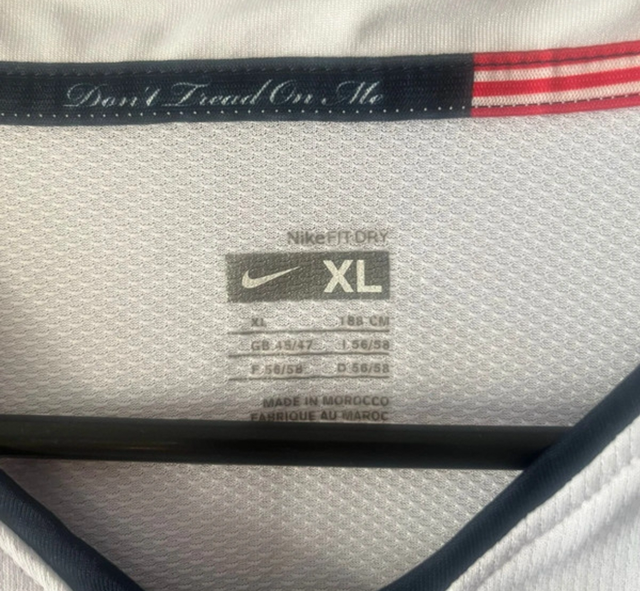 Don't Tread On Me
NikeFIT DRY
XL
XL 188 CM
GB 45/47 I 56/58
F 56/58 D 56/58
MADE IN MOROCCO
FABRIQUE AU MAROC